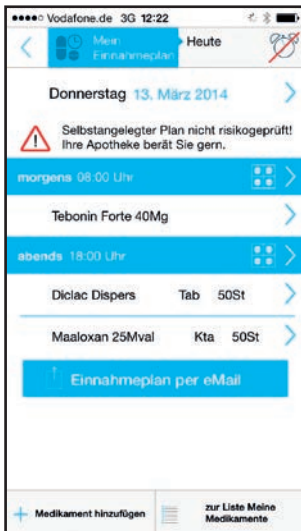 Vodafone.de 3G 12:22
Mein Einnahmeplan
Heute
Donnerstag 13. März 2014
Selbstangelegter Plan nicht risikogeprüft!
Ihre Apotheke berät Sie gern.
morgens 08:00 Uhr
Tebonin Forte 40Mg
abends 18:00 Uhr
Diclac Dispers Tab 50St
Maaloxan 25Mval Kta 50St
Einnahmeplan per eMail
Medikament hinzufügen
zur Liste Meine
Medikamente